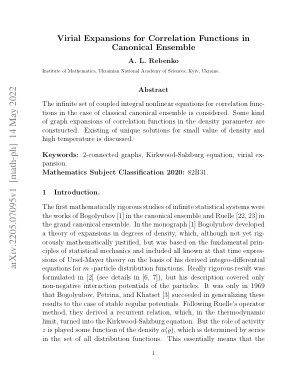 Virial Expansions for Correlation Functions in
Canonical Ensemble
A. L. Rebenko
Institute of Mathematics, Ukrainian National Academy of Sciences, Kyiv, Ukraine.
Abstract
The infinite set of coupled integral nonlinear equations for correlation func-
tions in the case of classical canonical ensemble is considered. Some kind
of graph expansions of correlation functions in the density parameter are
constructed. Existing of unique solutions for small value of density and
high temperature is discussed.
Keywords: 2-connected graphs, Kirkwood-Salzburg equation, virial ex-
pansion.
Mathematics Subject Classification 2020: 82B31.
1 Introduction.
The first mathematically rigorous studies of infinite statistical systems were
the works of Bogolyubov [1] in the canonical ensemble and Ruelle [22, 23] in
the grand canonical ensemble. In the monograph [1] Bogolyubov developed
a theory of expansions in degrees of density, which, although not yet rig-
orously mathematically justified, but was based on the fundamental prin-
ciples of statistical mechanics and included all known at that time expres-
sions of Ursel-Mayer theory on the basis of his derived integro-differential
equations for m -particle distribution functions. Really rigorous result was
formulated in [2] (see details in [6, 7]), but his description covered only
non-negative interaction potentials of the particles. It was only in 1969
that Bogolyubov, Petrina, and Khatset [3] succeeded in generalizing these
results to the case of stable regular potentials. Following Ruelle's operator
method, they derived a recurrent relation, which, in the thermodynamic
limit, turned into the Kirkwood-Salzburg equation. But the role of activity
z is played some function of the density a(ϱ), which is determined by series
in the set of all distribution functions. This essentially means that the
1
arXiv:2205.07095v1 [math-ph] 14 May 2022